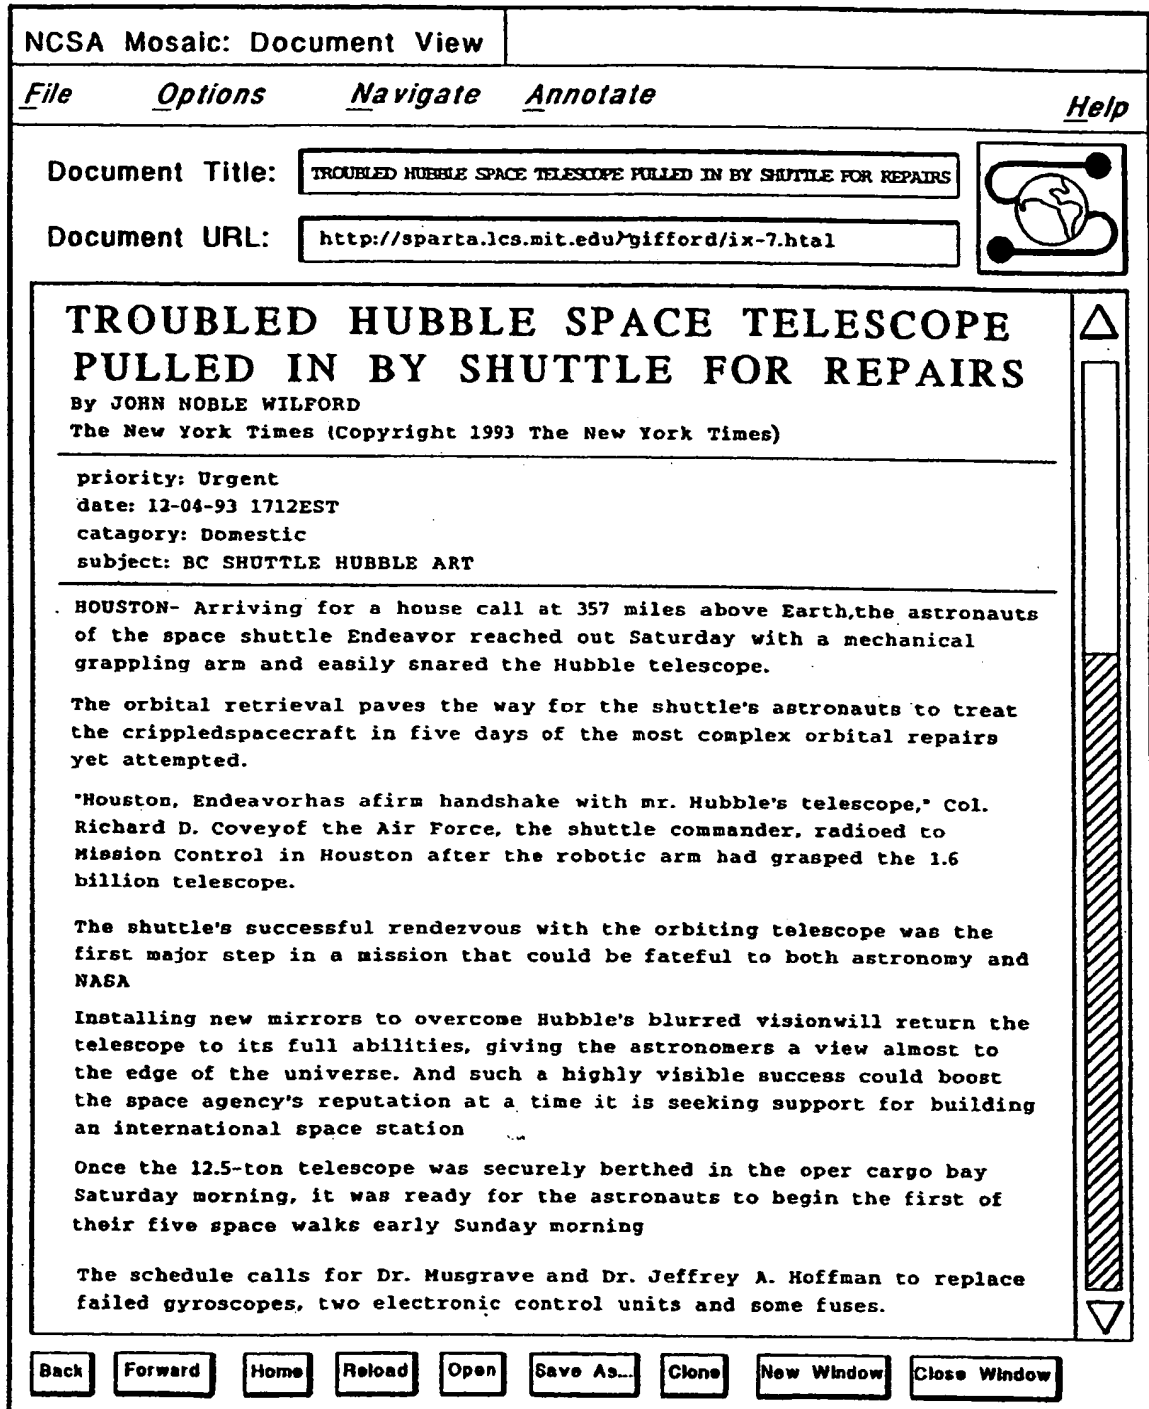 NCSA Mosaic: Document View
File Options Navigate Annotate Help
Document Title: TROUBLED HUBBLE SPACE TELESCOPE PULLED IN BY SHUTTLE FOR REPAIRS
Document URL: http://sparta.lcs.mit.edu/~gifford/ix-7.htal
TROUBLED HUBBLE SPACE TELESCOPE
PULLED IN BY SHUTTLE FOR REPAIRS
By JOHN NOBLE WILFORD
The New York Times (Copyright 1993 The New York Times)
priority: Urgent
date: 12-04-93 1712EST
catagory: Domestic
subject: BC SHUTTLE HUBBLE ART
HOUSTON- Arriving for a house call at 357 miles above Earth,the astronauts
of the space shuttle Endeavor reached out Saturday with a mechanical
grappling arm and easily snared the Hubble telescope.
The orbital retrieval paves the way for the shuttle's astronauts to treat
the crippledspacecraft in five days of the most complex orbital repairs
yet attempted.
"Houston, Endeavorhas afirm handshake with mr. Hubble's telescope," Col.
Richard D. Coveyof the Air Force, the shuttle commander, radioed to
Mission Control in Houston after the robotic arm had grasped the 1.6
billion telescope.
The shuttle's successful rendezvous with the orbiting telescope was the
first major step in a mission that could be fateful to both astronomy and
NASA
Installing new mirrors to overcome Hubble's blurred visionwill return the
telescope to its full abilities, giving the astronomers a view almost to
the edge of the universe. And such a highly visible success could boost
the space agency's reputation at a time it is seeking support for building
an international space station
Once the 12.5-ton telescope was securely berthed in the oper cargo bay
Saturday morning, it was ready for the astronauts to begin the first of
their five space walks early Sunday morning
The schedule calls for Dr. Musgrave and Dr. Jeffrey A. Hoffman to replace
failed gyroscopes, two electronic control units and some fuses.
Back Forward Home Reload Open Save As... Clone New Window Close Window